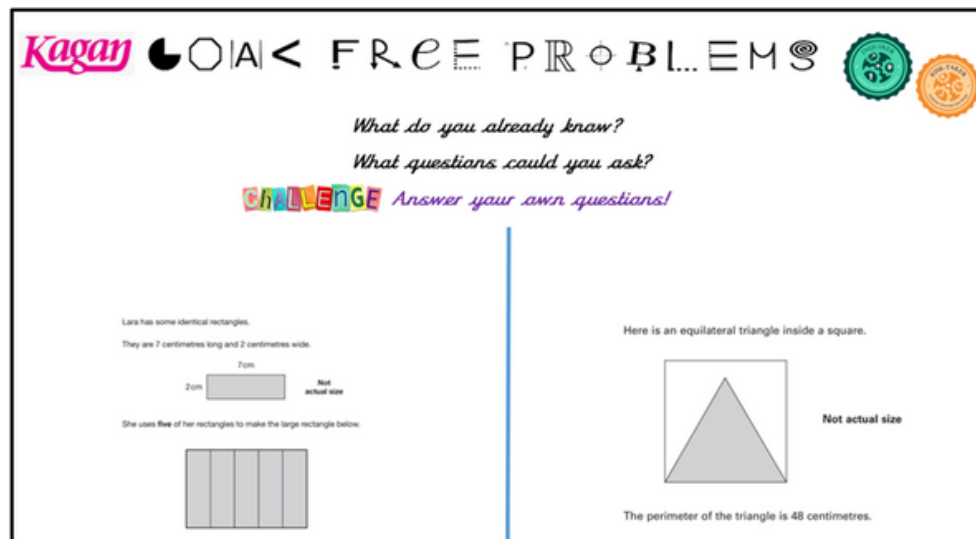 Kagan GOAL FREE PROBLEMS
What do you already know?
What questions could you ask?
CHALLENGE Answer your own questions!
Lara has some identical rectangles.
They are 7 centimetres long and 2 centimetres wide.
7cm
2cm
Not
actual size
She uses five of her rectangles to make the large rectangle below.
Here is an equilateral triangle inside a square.
Not actual size
The perimeter of the triangle is 48 centimetres.